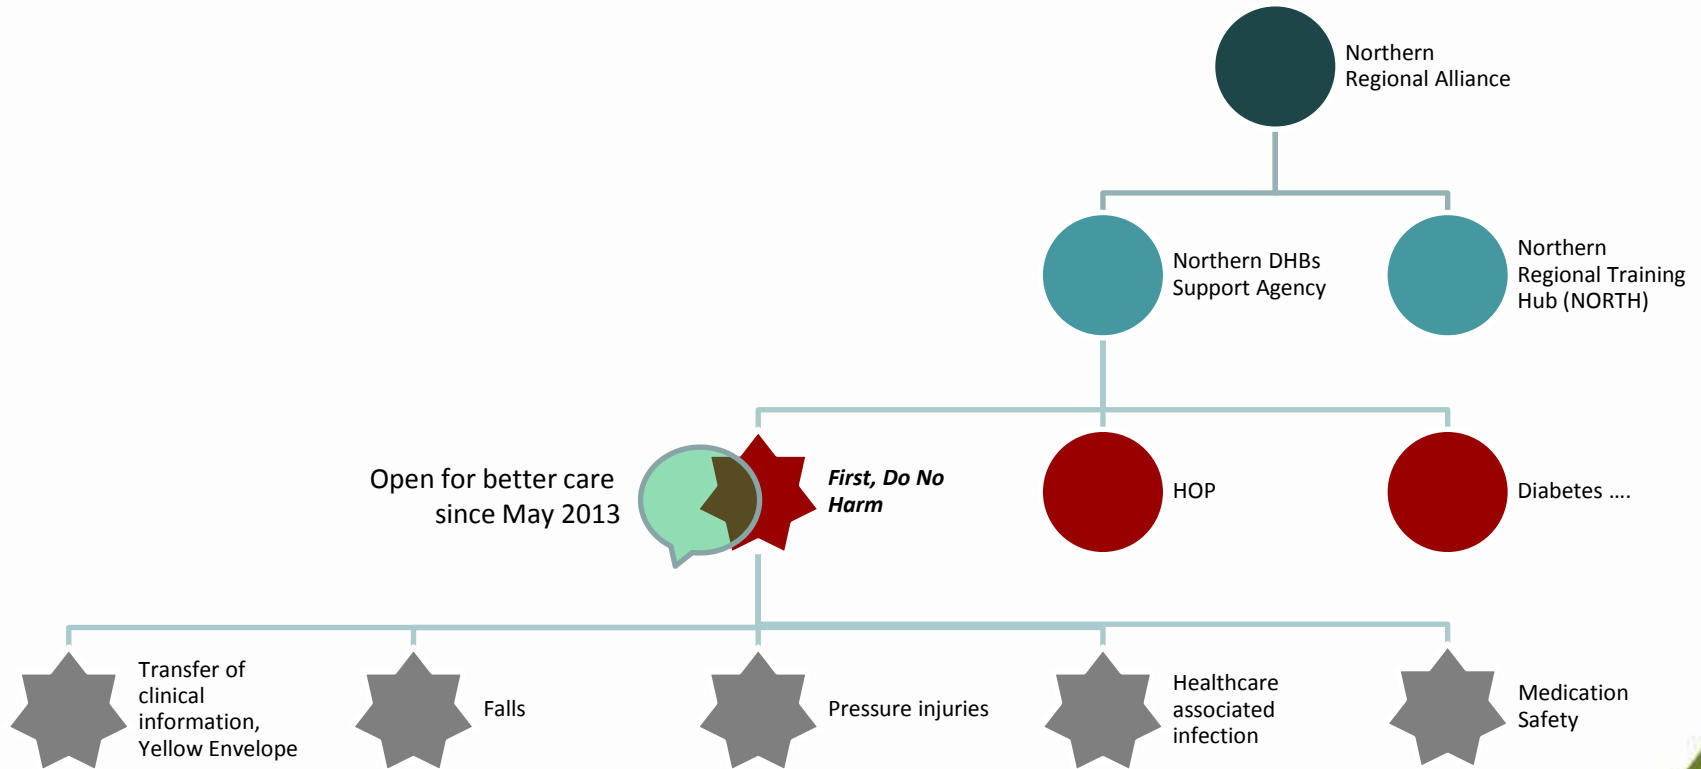 Northern
Regional Alliance
Northern DHBs
Support Agency
Northern
Regional Training
Hub (NORTH)
Open for better care
since May 2013
First, Do No
Harm
HOP
Diabetes ....
Transfer of
clinical
information,
Yellow Envelope
Falls
Pressure injuries
Healthcare
associated
infection
Medication
Safety